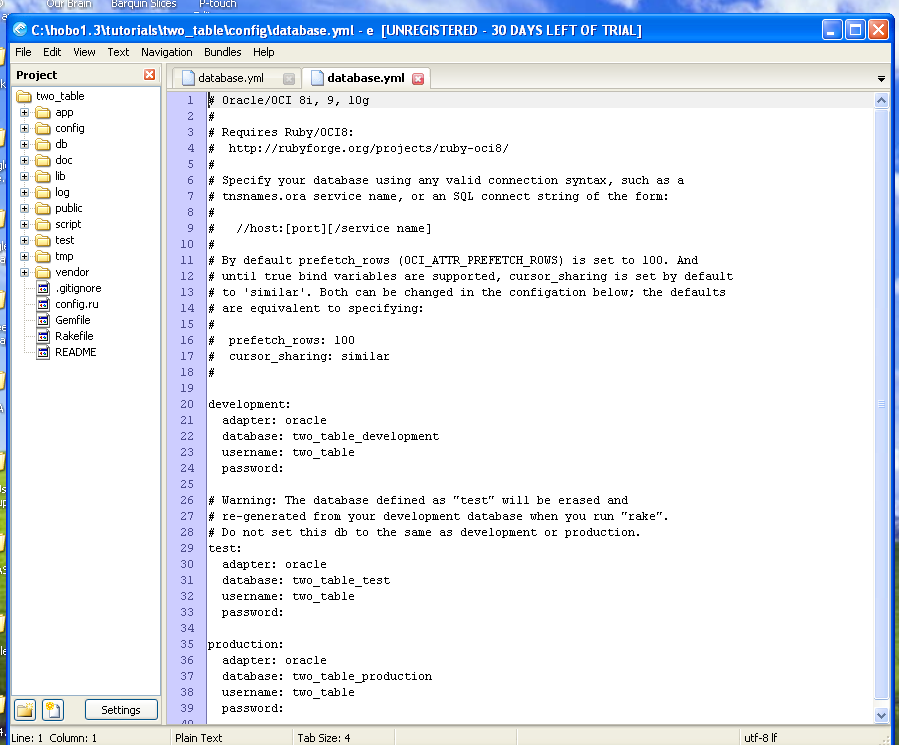 Our Brain Barquin Slices P-touch
C:\hobo1.3\tutorials\two_table\config\database.yml - e [UNREGISTERED - 30 DAYS LEFT OF TRIAL]
File Edit View Text Navigation Bundles Help
Project
database.yml database.yml
two_table
app
config
db
doc
lib
log
public
script
test
tmp
vendor
.gitignore
config.ru
Gemfile
Rakefile
README
Settings
1 # Oracle/OCI 8i, 9, 10g
2 #
3 # Requires Ruby/OCI8:
4 #  http://rubyforge.org/projects/ruby-oci8/
5 #
6 # Specify your database using any valid connection syntax, such as a
7 # tnsnames.ora service name, or an SQL connect string of the form:
8 #
9 #   //host:[port][/service name]
10 #
11 # By default prefetch_rows (OCI_ATTR_PREFETCH_ROWS) is set to 100. And
12 # until true bind variables are supported, cursor_sharing is set by default
13 # to 'similar'. Both can be changed in the configation below; the defaults
14 # are equivalent to specifying:
15 #
16 #  prefetch_rows: 100
17 #  cursor_sharing: similar
18 #
19
20 development:
21   adapter: oracle
22   database: two_table_development
23   username: two_table
24   password:
25
26 # Warning: The database defined as "test" will be erased and
27 # re-generated from your development database when you run "rake".
28 # Do not set this db to the same as development or production.
29 test:
30   adapter: oracle
31   database: two_table_test
32   username: two_table
33   password:
34
35 production:
36   adapter: oracle
37   database: two_table_production
38   username: two_table
39   password:
40
Line: 1 Column: 1 Plain Text Tab Size: 4 utf-8 lf